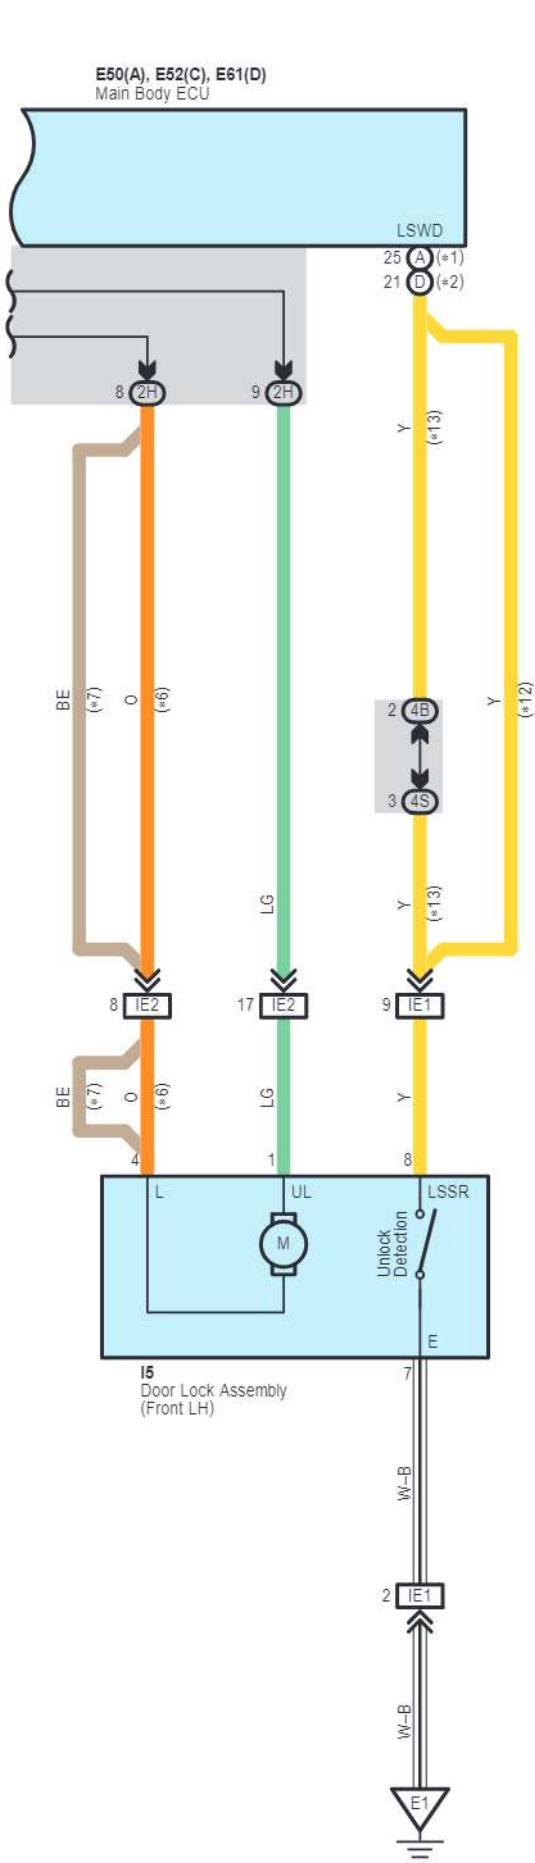 E50(A), E52(C), E61(D)
Main Body ECU
LSWD
25 A (*1)
21 D (*2)
8 2H
9 2H
Y
(*13)
BE
(*7)
O
(*6)
Y
(*12)
2 4B
3 4S
LG
Y
(*13)
8 IE2
17 IE2
9 IE1
BE
(*7)
O
(*6)
LG
Y
4
1
8
L
UL
LSSR
M
Unlock
Detection
E
I5
Door Lock Assembly
(Front LH)
7
W–B
2 IE1
W–B
E1